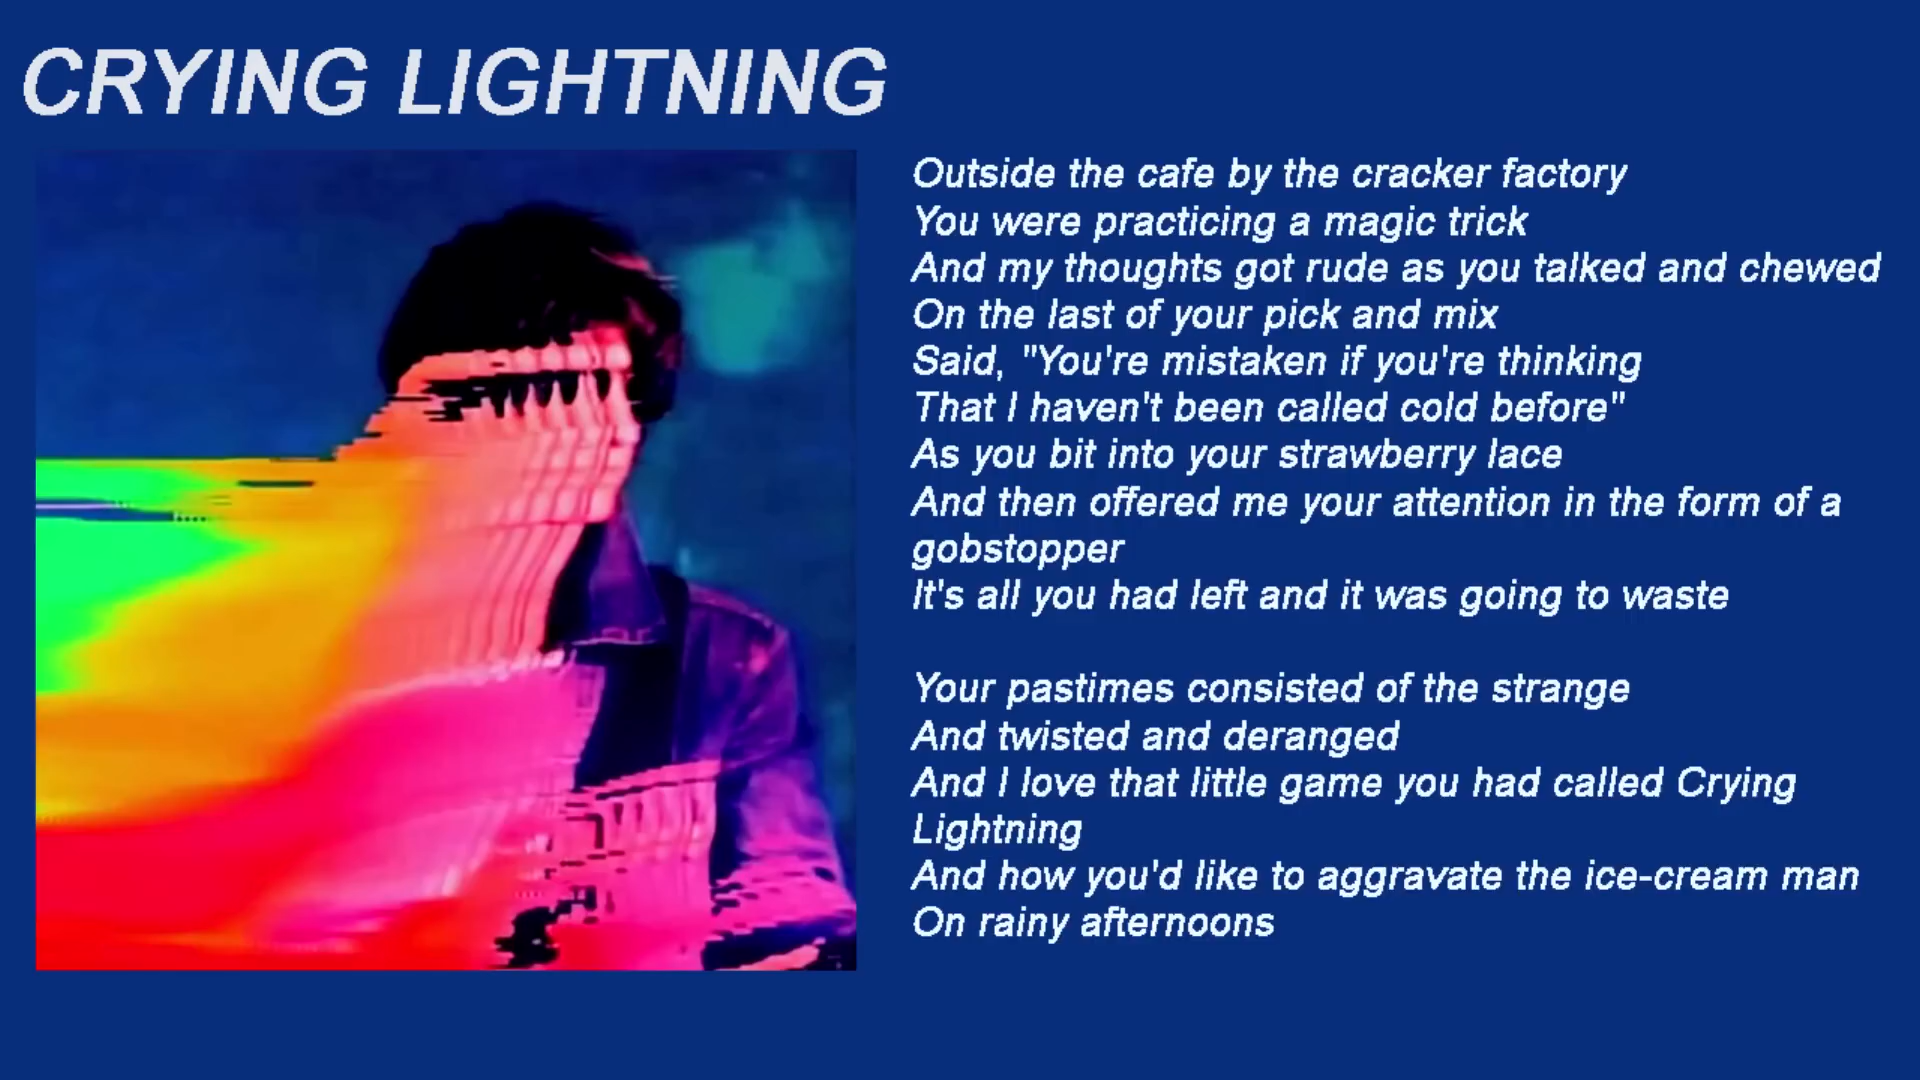 CRYING LIGHTNING
Outside the cafe by the cracker factory
You were practicing a magic trick
And my thoughts got rude as you talked and chewed
On the last of your pick and mix
Said, "You're mistaken if you're thinking
That I haven't been called cold before"
As you bit into your strawberry lace
And then offered me your attention in the form of a
gobstopper
It's all you had left and it was going to waste
Your pastimes consisted of the strange
And twisted and deranged
And I love that little game you had called Crying
Lightning
And how you'd like to aggravate the ice-cream man
On rainy afternoons